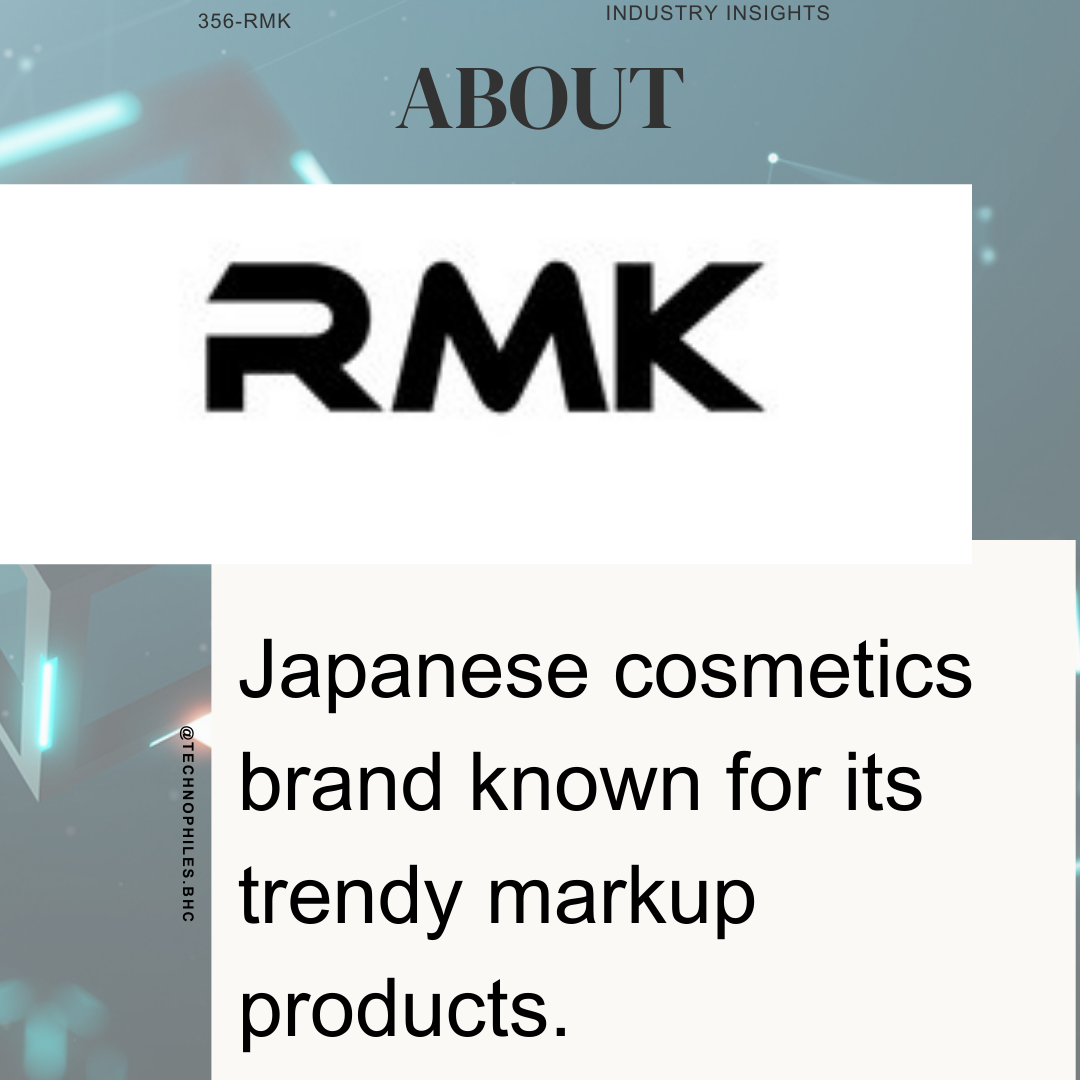 356-RMK
INDUSTRY INSIGHTS
ABOUT
RMK
Japanese cosmetics
brand known for its
trendy markup
products.
@TECHNOPHILES.BHC